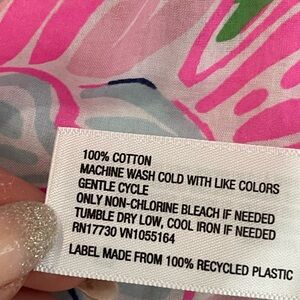 100% COTTON
MACHINE WASH COLD WITH LIKE COLORS
GENTLE CYCLE
ONLY NON-CHLORINE BLEACH IF NEEDED
TUMBLE DRY LOW, COOL IRON IF NEEDED
RN17730 VN1055164
LABEL MADE FROM 100% RECYCLED PLASTIC